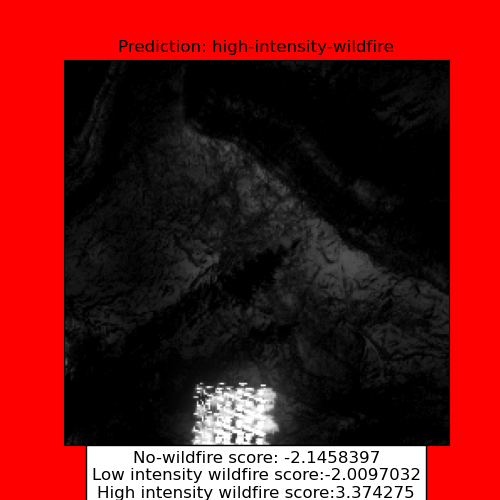 Prediction: high-intensity-wildfire
No-wildfire score: -2.1458397
Low intensity wildfire score:-2.0097032
High intensity wildfire score:3.374275